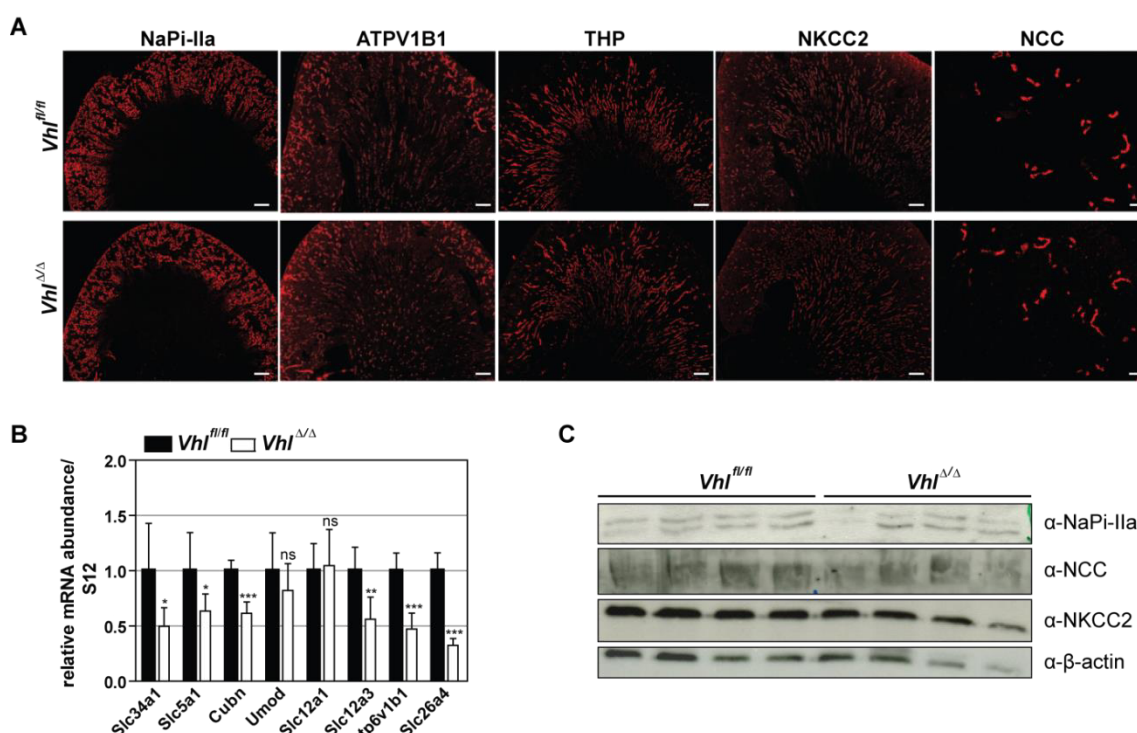 A
NaPi-IIa ATPV1B1 THP NKCC2 NCC
Vhl fl/fl
Vhl Δ/Δ
B
Vhl fl/fl Vhl Δ/Δ
relative mRNA abundance/
S12
2.0
1.5
1.0
0.5
0.0
* * *** ns ns ** *** ***
Slc34a1 Slc5a1 Cubn Umod Slc12a1 Slc12a3 tp6v1b1 Slc26a4
C
Vhl fl/fl Vhl Δ/Δ
α-NaPi-IIa
α-NCC
α-NKCC2
α-β-actin